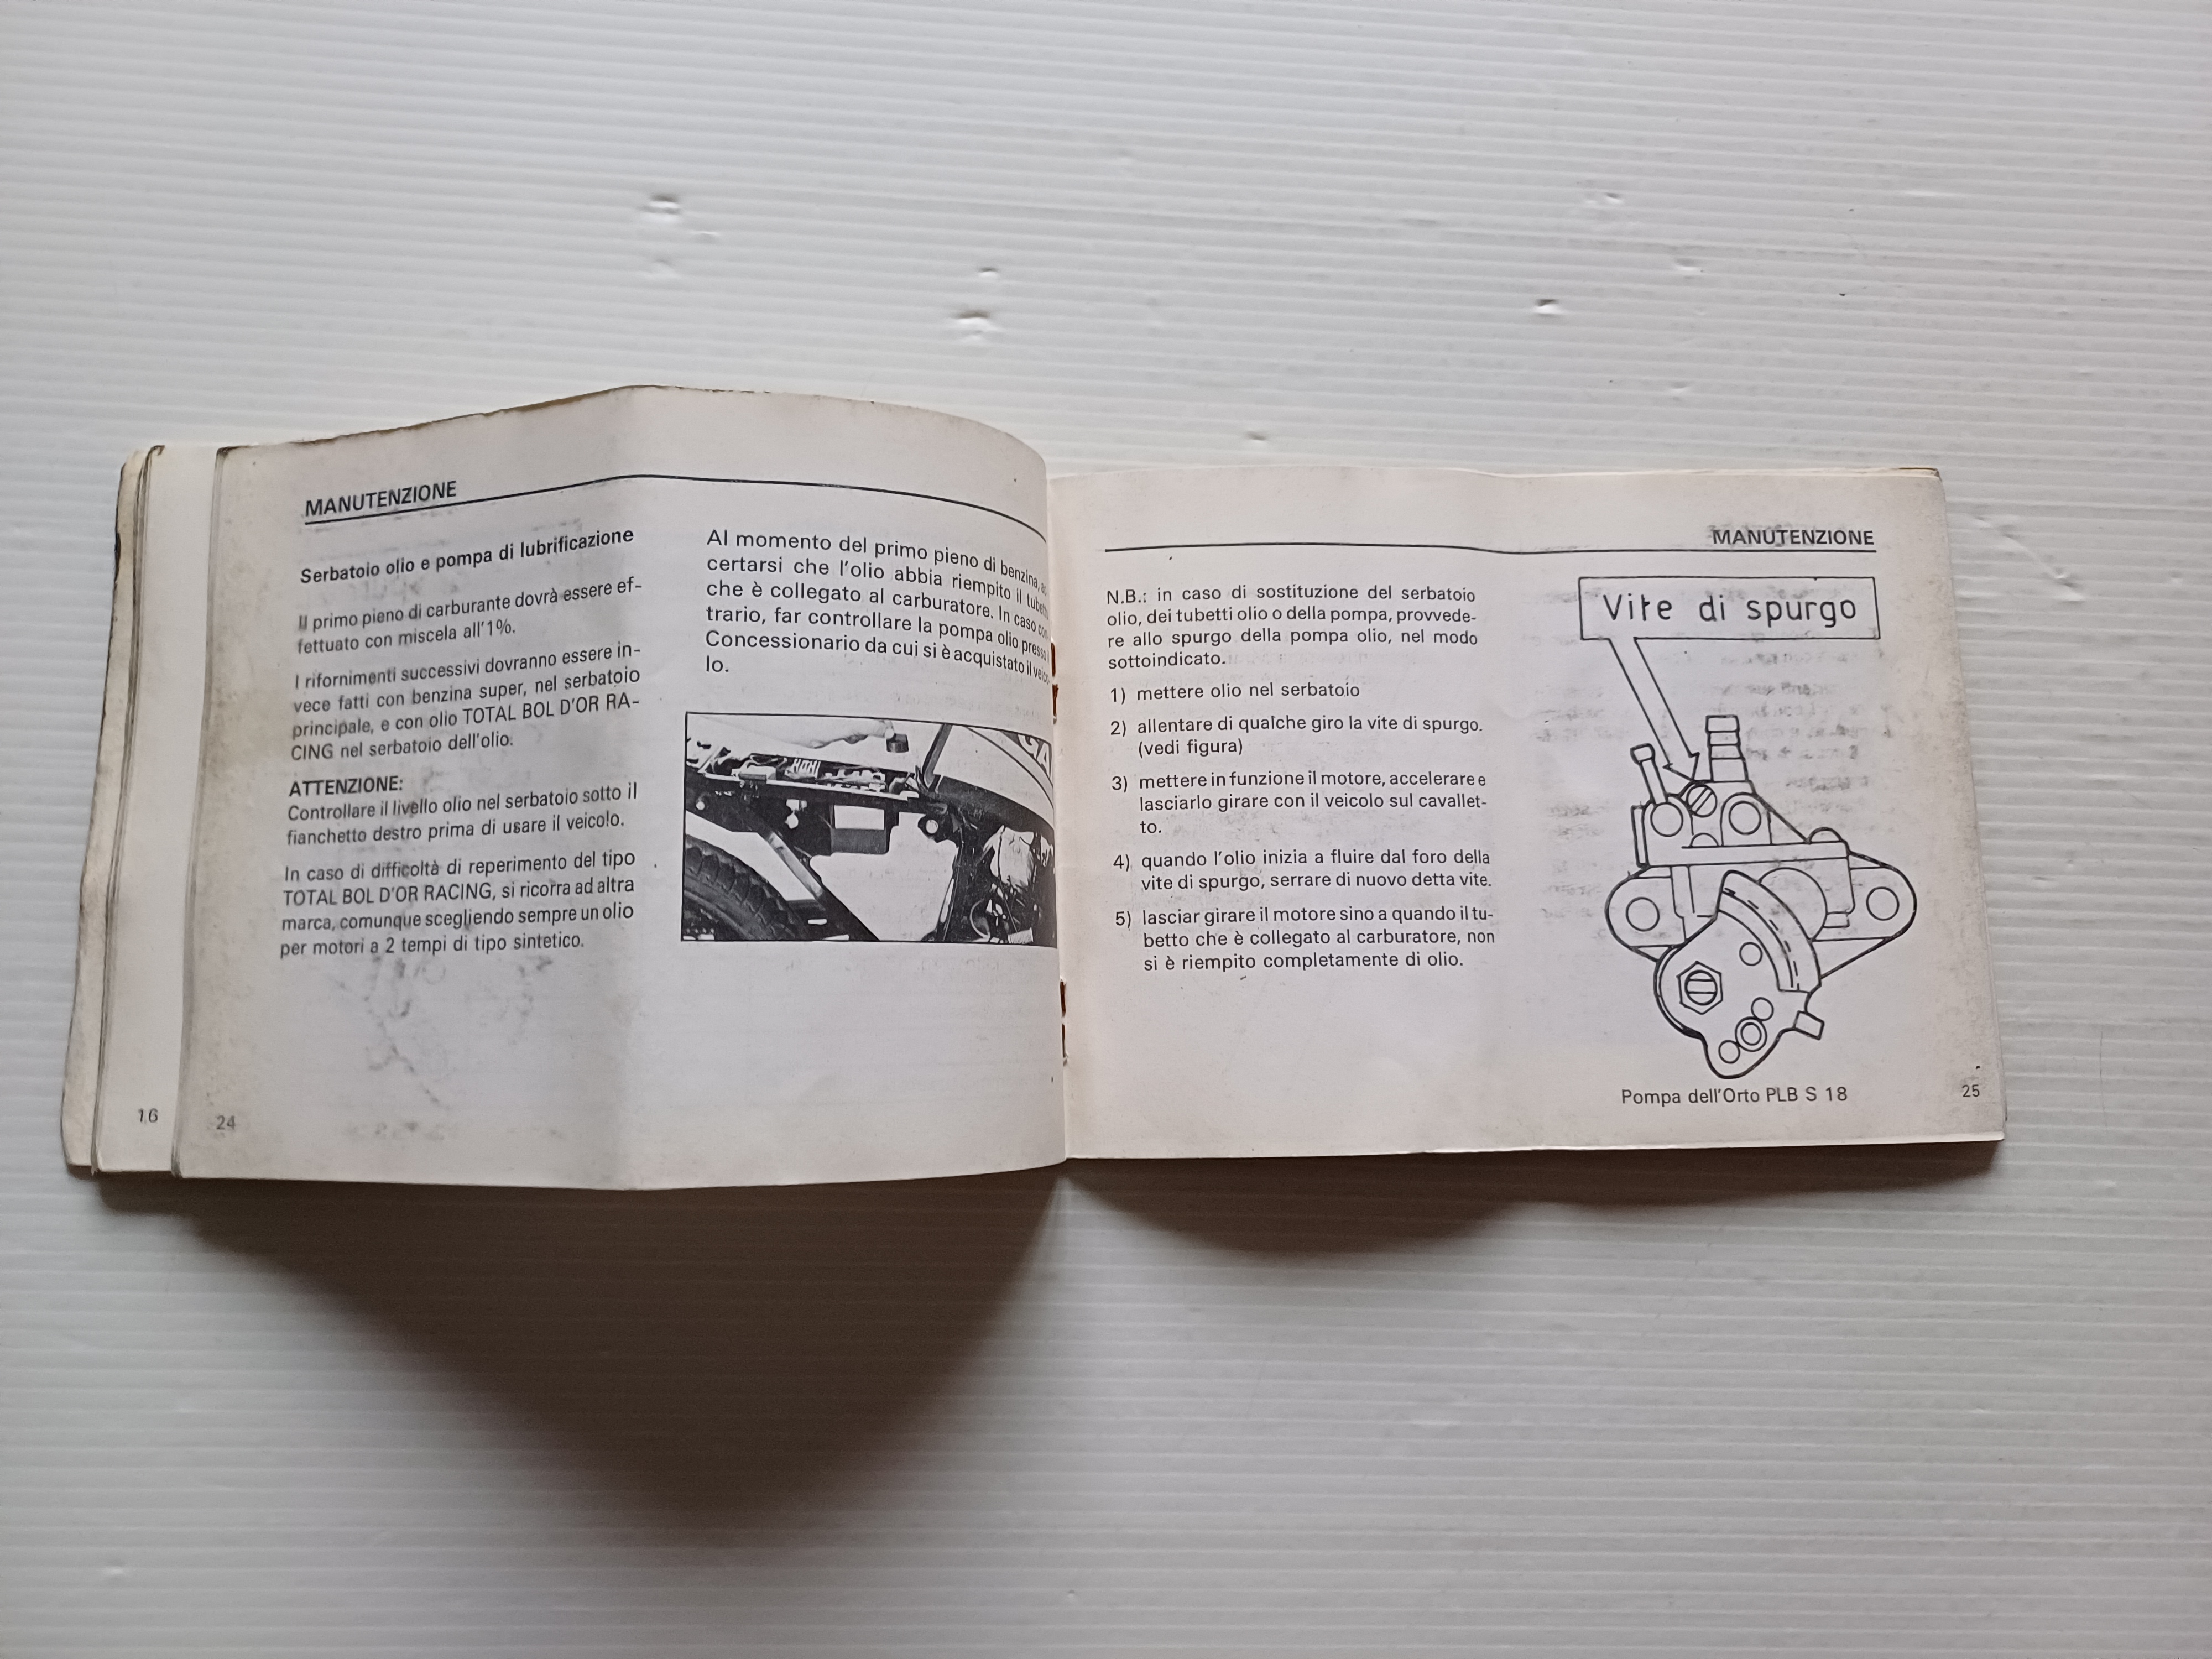 MANUTENZIONE
Serbatoio olio e pompa di lubrificazione
Il primo pieno di carburante dovrà essere ef-
fettuato con miscela all'1%.
I rifornimenti successivi dovranno essere in-
vece fatti con benzina super, nel serbatoio
principale, e con olio TOTAL BOL D'OR RA-
CING nel serbatoio dell'olio.
ATTENZIONE:
Controllare il livello olio nel serbatoio sotto il
fianchetto destro prima di usare il veicolo.
In caso di difficoltà di reperimento del tipo
TOTAL BOL D'OR RACING, si ricorra ad altra
marca, comunque scegliendo sempre un olio
per motori a 2 tempi di tipo sintetico.
16
24
Al momento del primo pieno di benzina,
certarsi che l'olio abbia riempito il
che è collegato al carburatore. In caso
trario, far controllare la pompa olio presso
Concessionario da cui si è acquistato il veico-
lo.
MANUTENZIONE
N.B.: in caso di sostituzione del serbatoio
olio, dei tubetti olio o della pompa, provvede-
re allo spurgo della pompa olio, nel modo
sottoindicato.
1) mettere olio nel serbatoio
2) allentare di qualche giro la vite di spurgo.
(vedi figura)
3) mettere in funzione il motore, accelerare e
lasciarlo girare con il veicolo sul cavallet-
to.
4) quando l'olio inizia a fluire dal foro della
vite di spurgo, serrare di nuovo detta vite.
5) lasciar girare il motore sino a quando il tu-
betto che è collegato al carburatore, non
si è riempito completamente di olio.
Vite di spurgo
Pompa dell'Orto PLB S 18
25